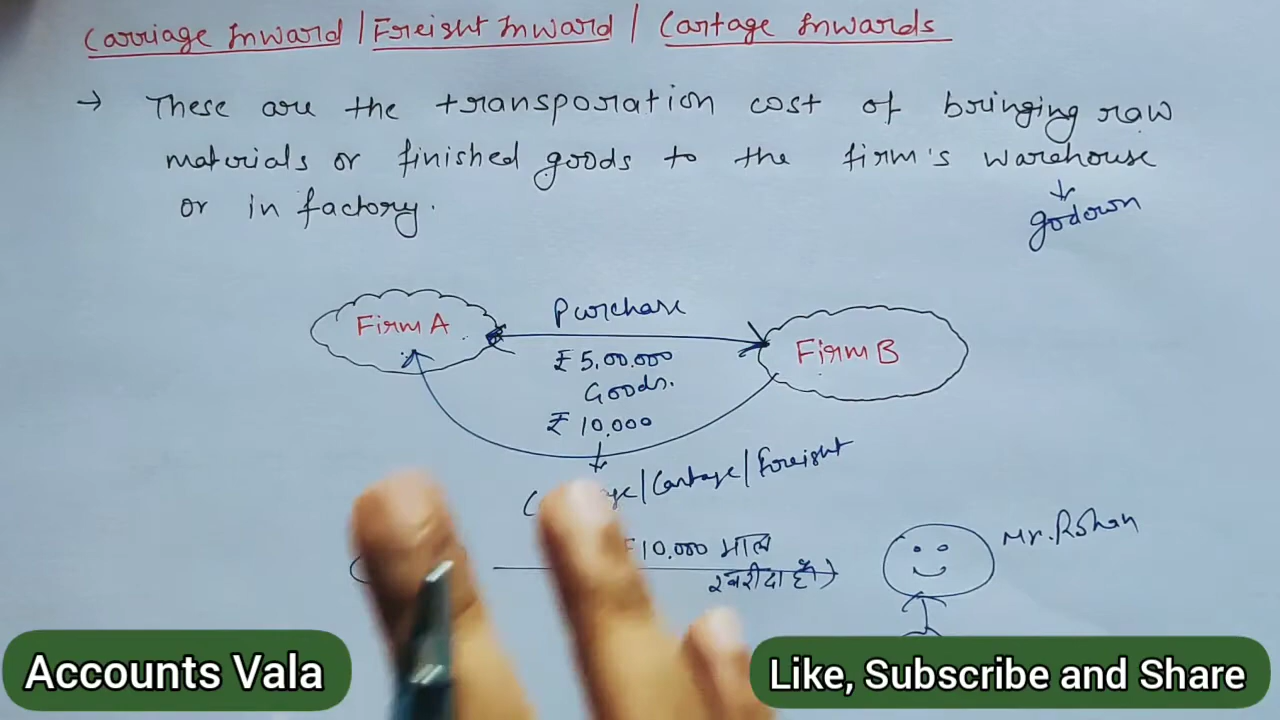 Carriage Inward / Freight Inward / Cartage Inwards
→ These are the transporation cost of bringing raw
materials or finished goods to the firm's warehouse
or in factory.
godown
Firm A
Purchase
Firm B
₹ 5,00,000
Goods.
₹ 10,000
/Cartage/Freight
10,000 माल
खरीदा है)
Mr. Roshan
Accounts Vala
Like, Subscribe and Share